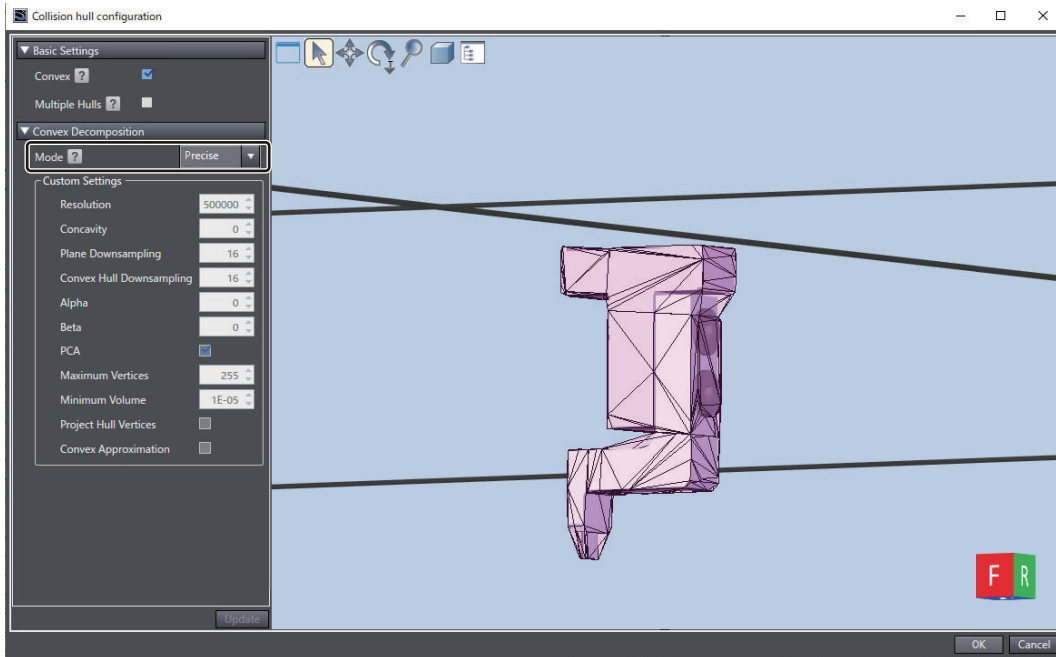 Collision hull configuration
Basic Settings
Convex ?
Multiple Hulls ?
Convex Decomposition
Mode ? Precise
Custom Settings
Resolution 500000
Concavity 0
Plane Downsampling 16
Convex Hull Downsampling 16
Alpha 0
Beta 0
PCA
Maximum Vertices 255
Minimum Volume 1E-05
Project Hull Vertices
Convex Approximation
F R
Update
OK Cancel